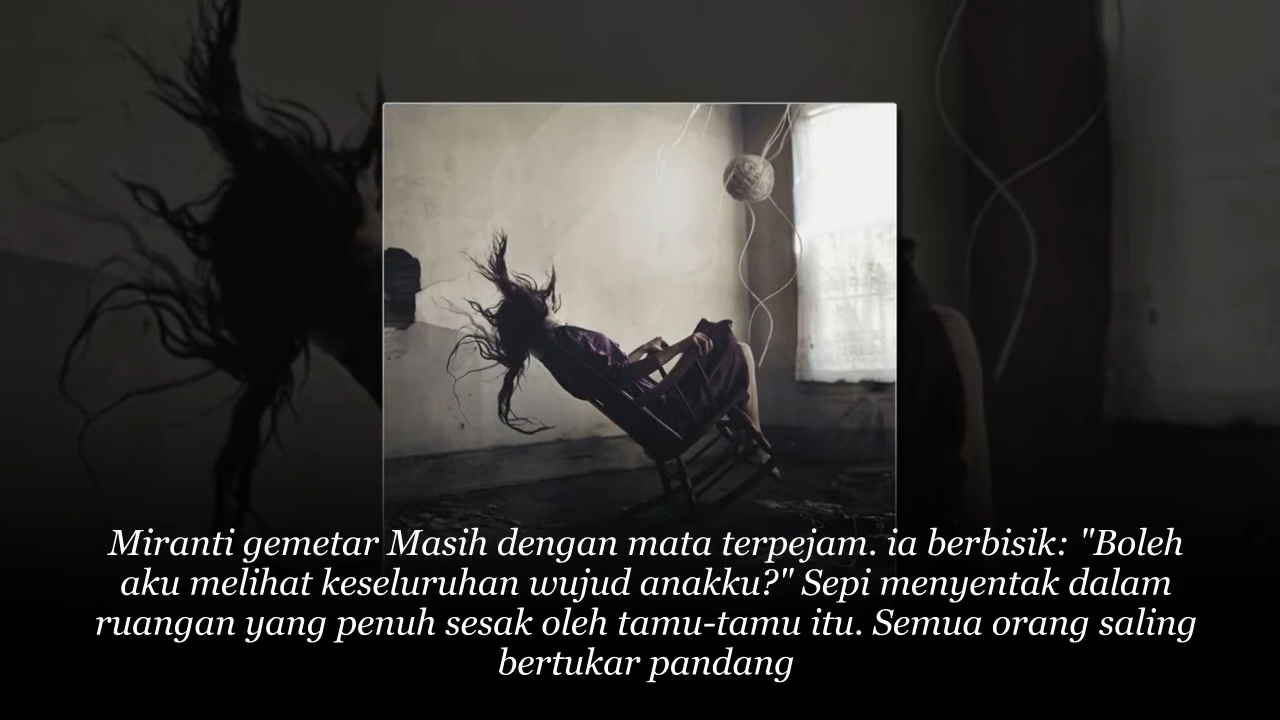 Miranti gemetar Masih dengan mata terpejam. ia berbisik: "Boleh
aku melihat keseluruhan wujud anakku?" Sepi menyentak dalam
ruangan yang penuh sesak oleh tamu-tamu itu. Semua orang saling
bertukar pandang